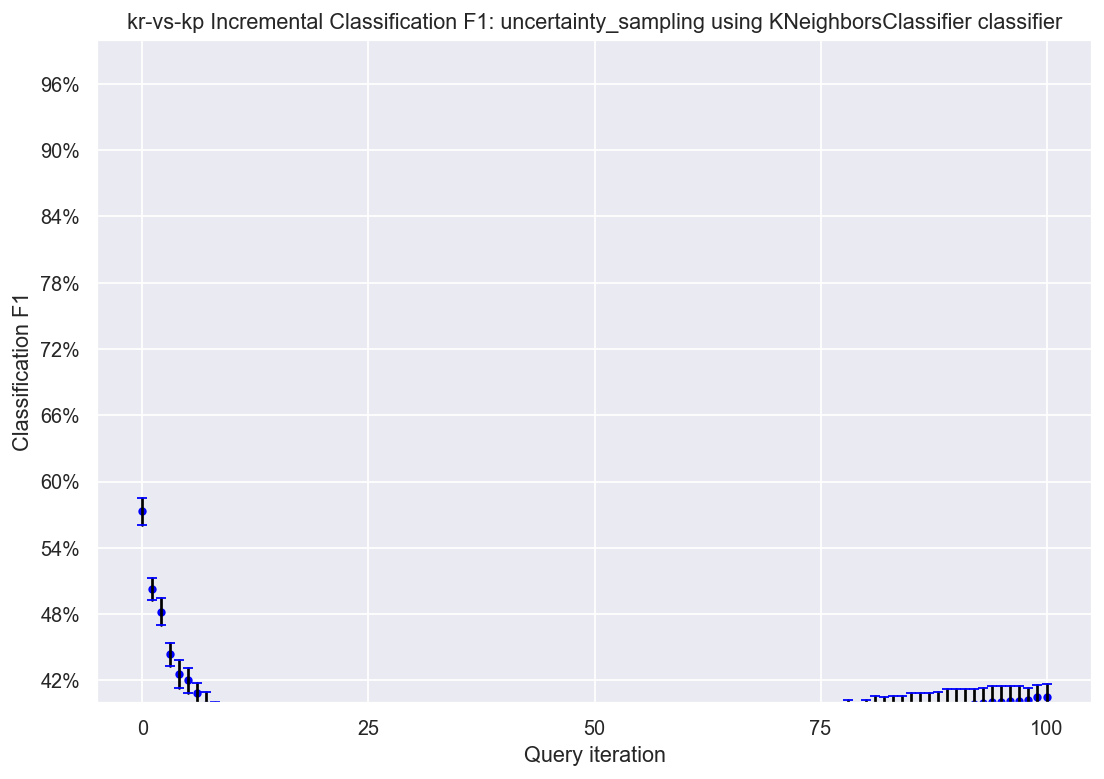 kr-vs-kp Incremental Classification F1: uncertainty_sampling using KNeighborsClassifier classifier
96%
90%
84%
78%
72%
66%
60%
54%
48%
42%
Classification F1
0 25 50 75 100
Query iteration